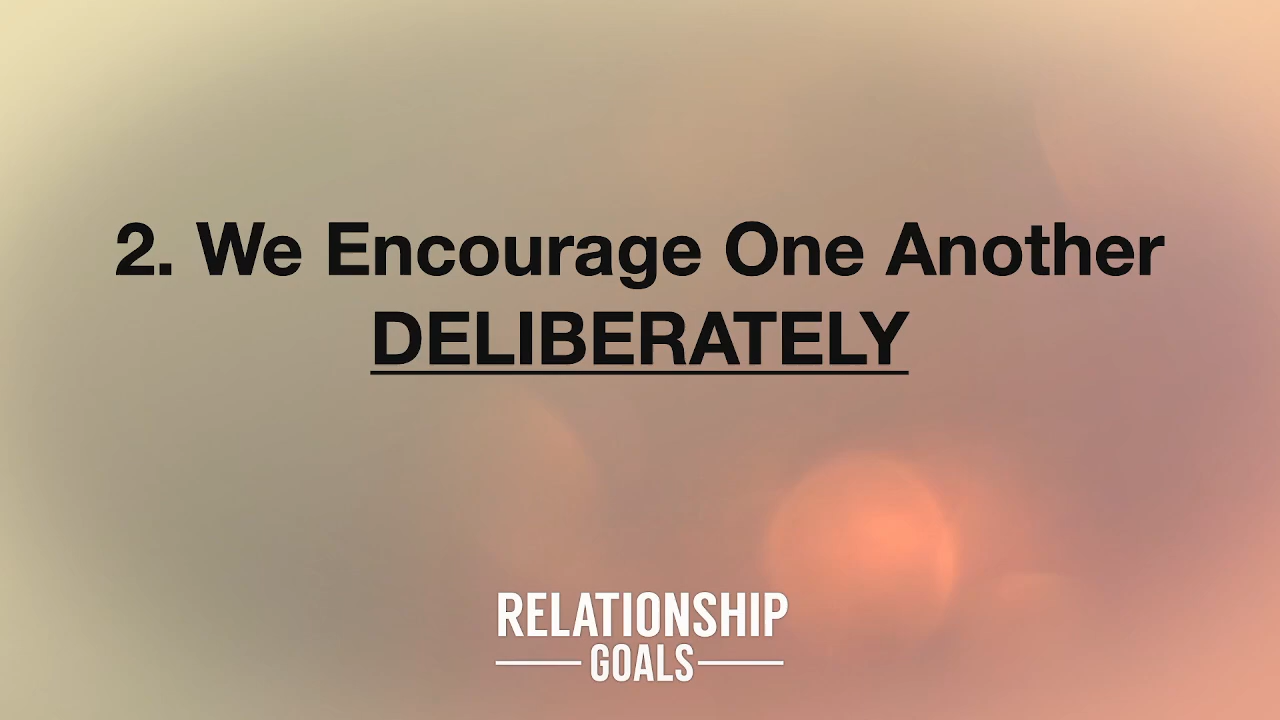 2. We Encourage One Another
DELIBERATELY
RELATIONSHIP
GOALS